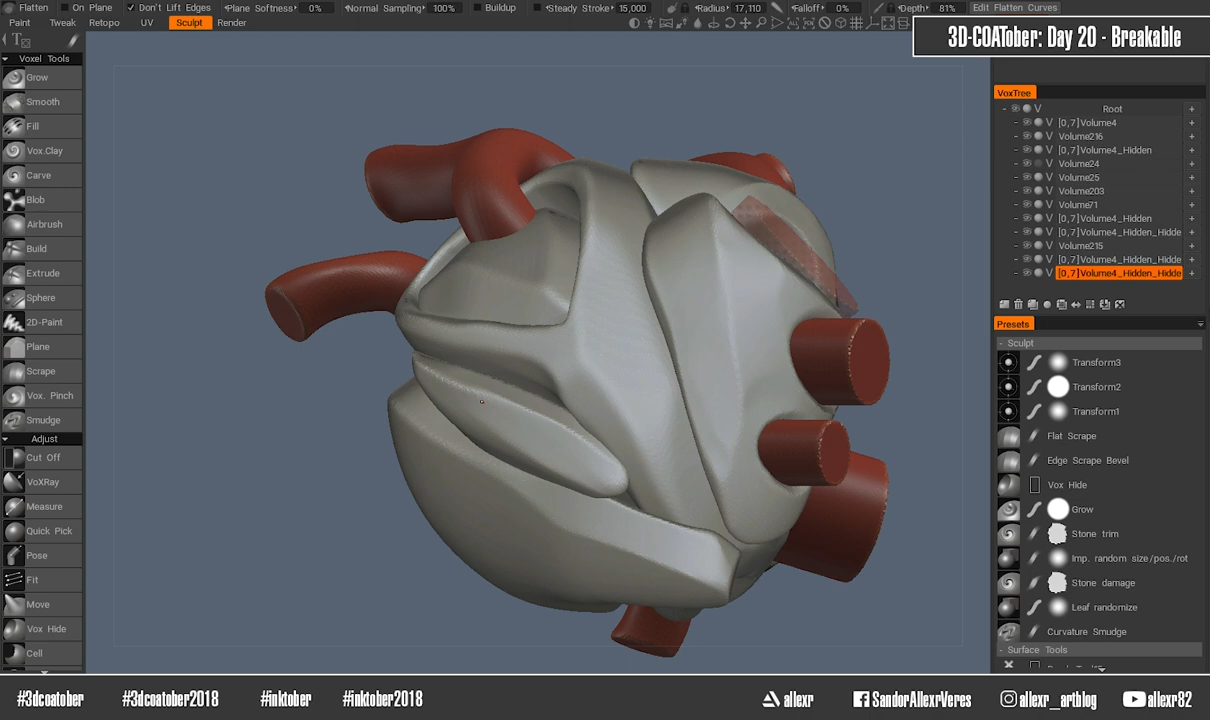 Flatten On Plane Don't Lift Edges Plane Softness 0% Normal Sampling 100% Buildup Steady Stroke 15,000 Radius 17,110 Falloff 0% Depth 81% Edit Flatten Curves
Paint Tweak Retopo UV Sculpt Render
3D-COATober: Day 20 - Breakable
Voxel Tools
Grow
Smooth
Fill
Vox.Clay
Carve
Blob
Airbrush
Build
Extrude
Sphere
2D-Paint
Plane
Scrape
Vox. Pinch
Smudge
Adjust
Cut Off
VoXRay
Measure
Quick Pick
Pose
Fit
Move
Vox Hide
Cell
VoxTree
Root
[0,7]Volume4
Volume216
[0,7]Volume4_Hidden
Volume24
Volume25
Volume203
Volume71
[0,7]Volume4_Hidden
[0,7]Volume4_Hidden_Hidde
Volume215
[0,7]Volume4_Hidden_Hidde
[0,7]Volume4_Hidden_Hidde
Presets
Sculpt
Transform3
Transform2
Transform1
Flat Scrape
Edge Scrape Bevel
Vox Hide
Grow
Stone trim
Imp. random size/pos./rot
Stone damage
Leaf randomize
Curvature Smudge
Surface Tools
#3dcoatober #3dcoatober2018 #inktober #inktober2018 allexr SandorAllexrVeres allexr_artblog allexr82